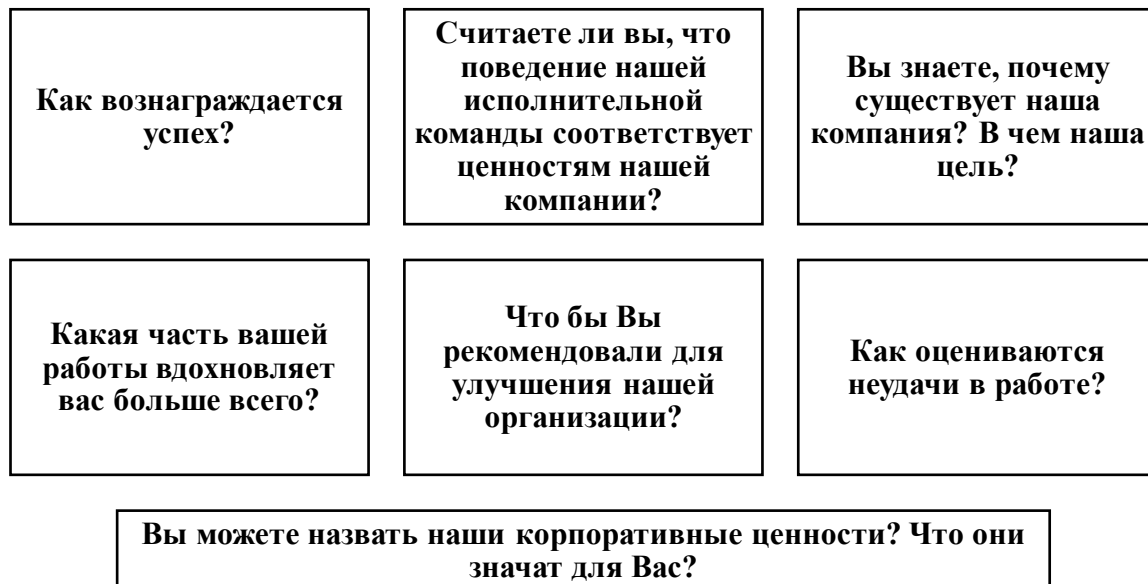 Как вознаграждается
успех?
Считаете ли вы, что
поведение нашей
исполнительной
команды соответствует
ценностям нашей
компании?
Вы знаете, почему
существует наша
компания? В чем наша
цель?
Какая часть вашей
работы вдохновляет
вас больше всего?
Что бы Вы
рекомендовали для
улучшения нашей
организации?
Как оцениваются
неудачи в работе?
Вы можете назвать наши корпоративные ценности? Что они
значат для Вас?